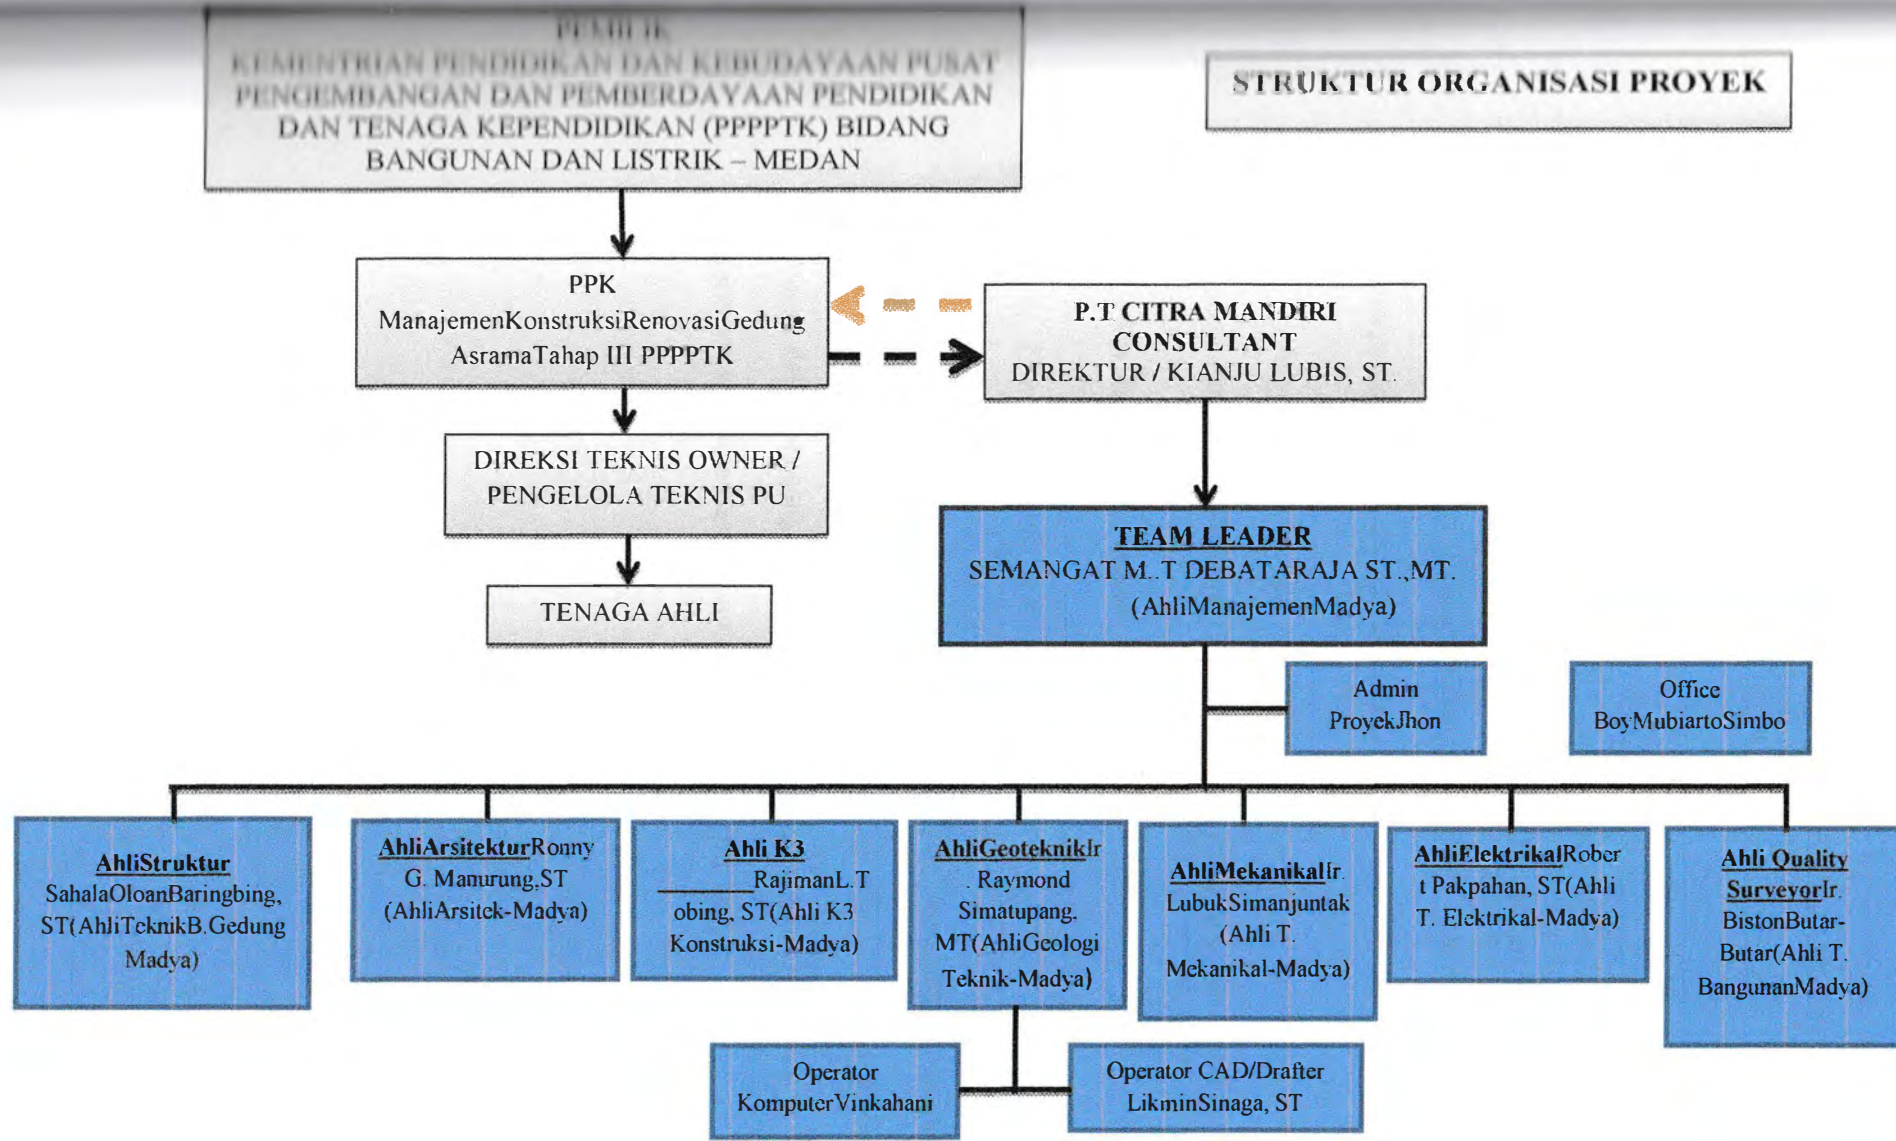 PEMILIK
KEMENTRIAN PENDIDIKAN DAN KEBUDAYAAN PUSAT
PENGEMBANGAN DAN PEMBERDAYAAN PENDIDIKAN
DAN TENAGA KEPENDIDIKAN (PPPPTK) BIDANG
BANGUNAN DAN LISTRIK – MEDAN
STRUKTUR ORGANISASI PROYEK
PPK
ManajemenKonstruksiRenovasiGedung
AsramaTahap III PPPPTK
P.T CITRA MANDIRI
CONSULTANT
DIREKTUR / KIANJU LUBIS, ST.
DIREKSI TEKNIS OWNER /
PENGELOLA TEKNIS PU
TENAGA AHLI
TEAM LEADER
SEMANGAT M..T DEBATARAJA ST.,MT.
(AhliManajemenMadya)
Admin
ProyekJhon
Office
BoyMubiartoSimbo
AhliStruktur
SahalaOloanBaringbing,
ST(AhliTeknikB.Gedung
Madya)
AhliArsitekturRonny
G. Manurung,ST
(AhliArsitek-Madya)
Ahli K3
________RajimanL.T
obing, ST(Ahli K3
Konstruksi-Madya)
AhliGeoteknikIr
. Raymond
Simatupang.
MT(AhliGeologi
Teknik-Madya)
AhliMekanikalIr.
LubukSimanjuntak
(Ahli T.
Mekanikal-Madya)
AhliElektrikalRober
t Pakpahan, ST(Ahli
T. Elektrikal-Madya)
Ahli Quality
SurveyorIr.
BistonButar-
Butar(Ahli T.
BangunanMadya)
Operator
KomputerVinkahani
Operator CAD/Drafter
LikminSinaga, ST